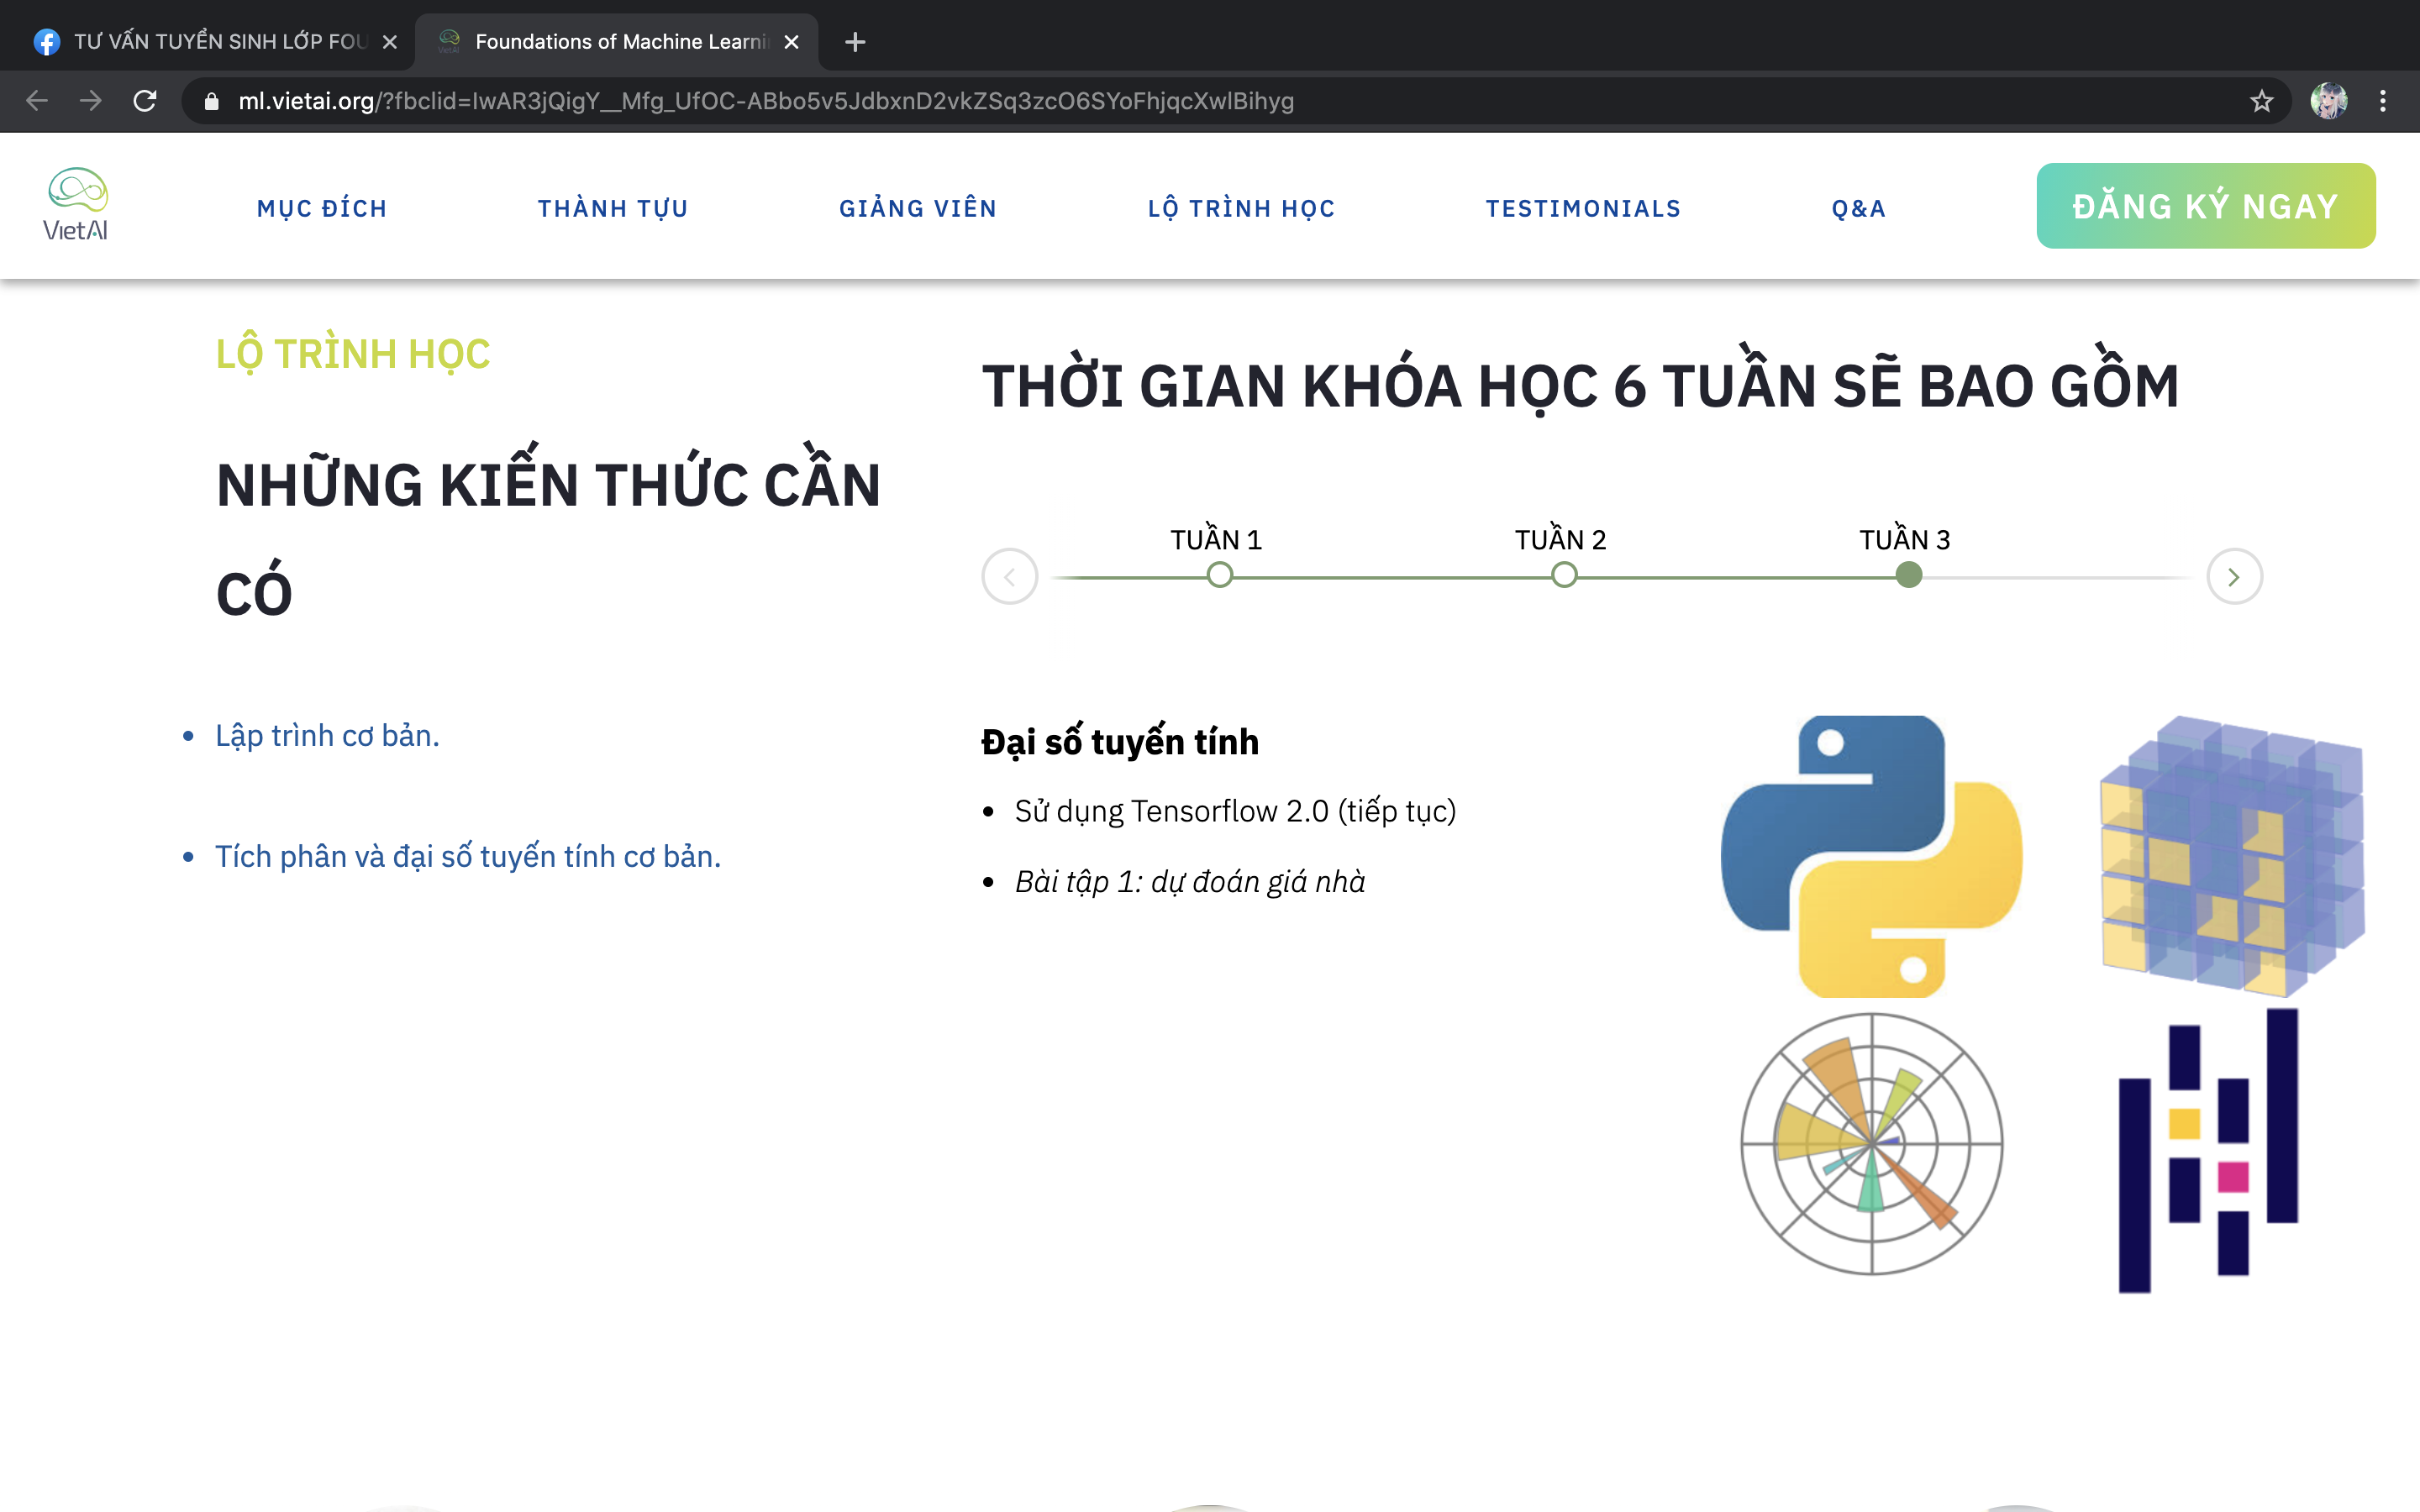 TƯ VẤN TUYỂN SINH LỚP FOU
Foundations of Machine Learni
ml.vietai.org/?fbclid=IwAR3jQigY__Mfg_UfOC-ABbo5v5JdbxnD2vkZSq3zcO6SYoFhjqcXwlBihyg
VietAI
MỤC ĐÍCH
THÀNH TỰU
GIẢNG VIÊN
LỘ TRÌNH HỌC
TESTIMONIALS
Q&A
ĐĂNG KÝ NGAY
LỘ TRÌNH HỌC
NHỮNG KIẾN THỨC CẦN
CÓ
Lập trình cơ bản.
Tích phân và đại số tuyến tính cơ bản.
THỜI GIAN KHÓA HỌC 6 TUẦN SẼ BAO GỒM
TUẦN 1
TUẦN 2
TUẦN 3
Đại số tuyến tính
Sử dụng Tensorflow 2.0 (tiếp tục)
Bài tập 1: dự đoán giá nhà